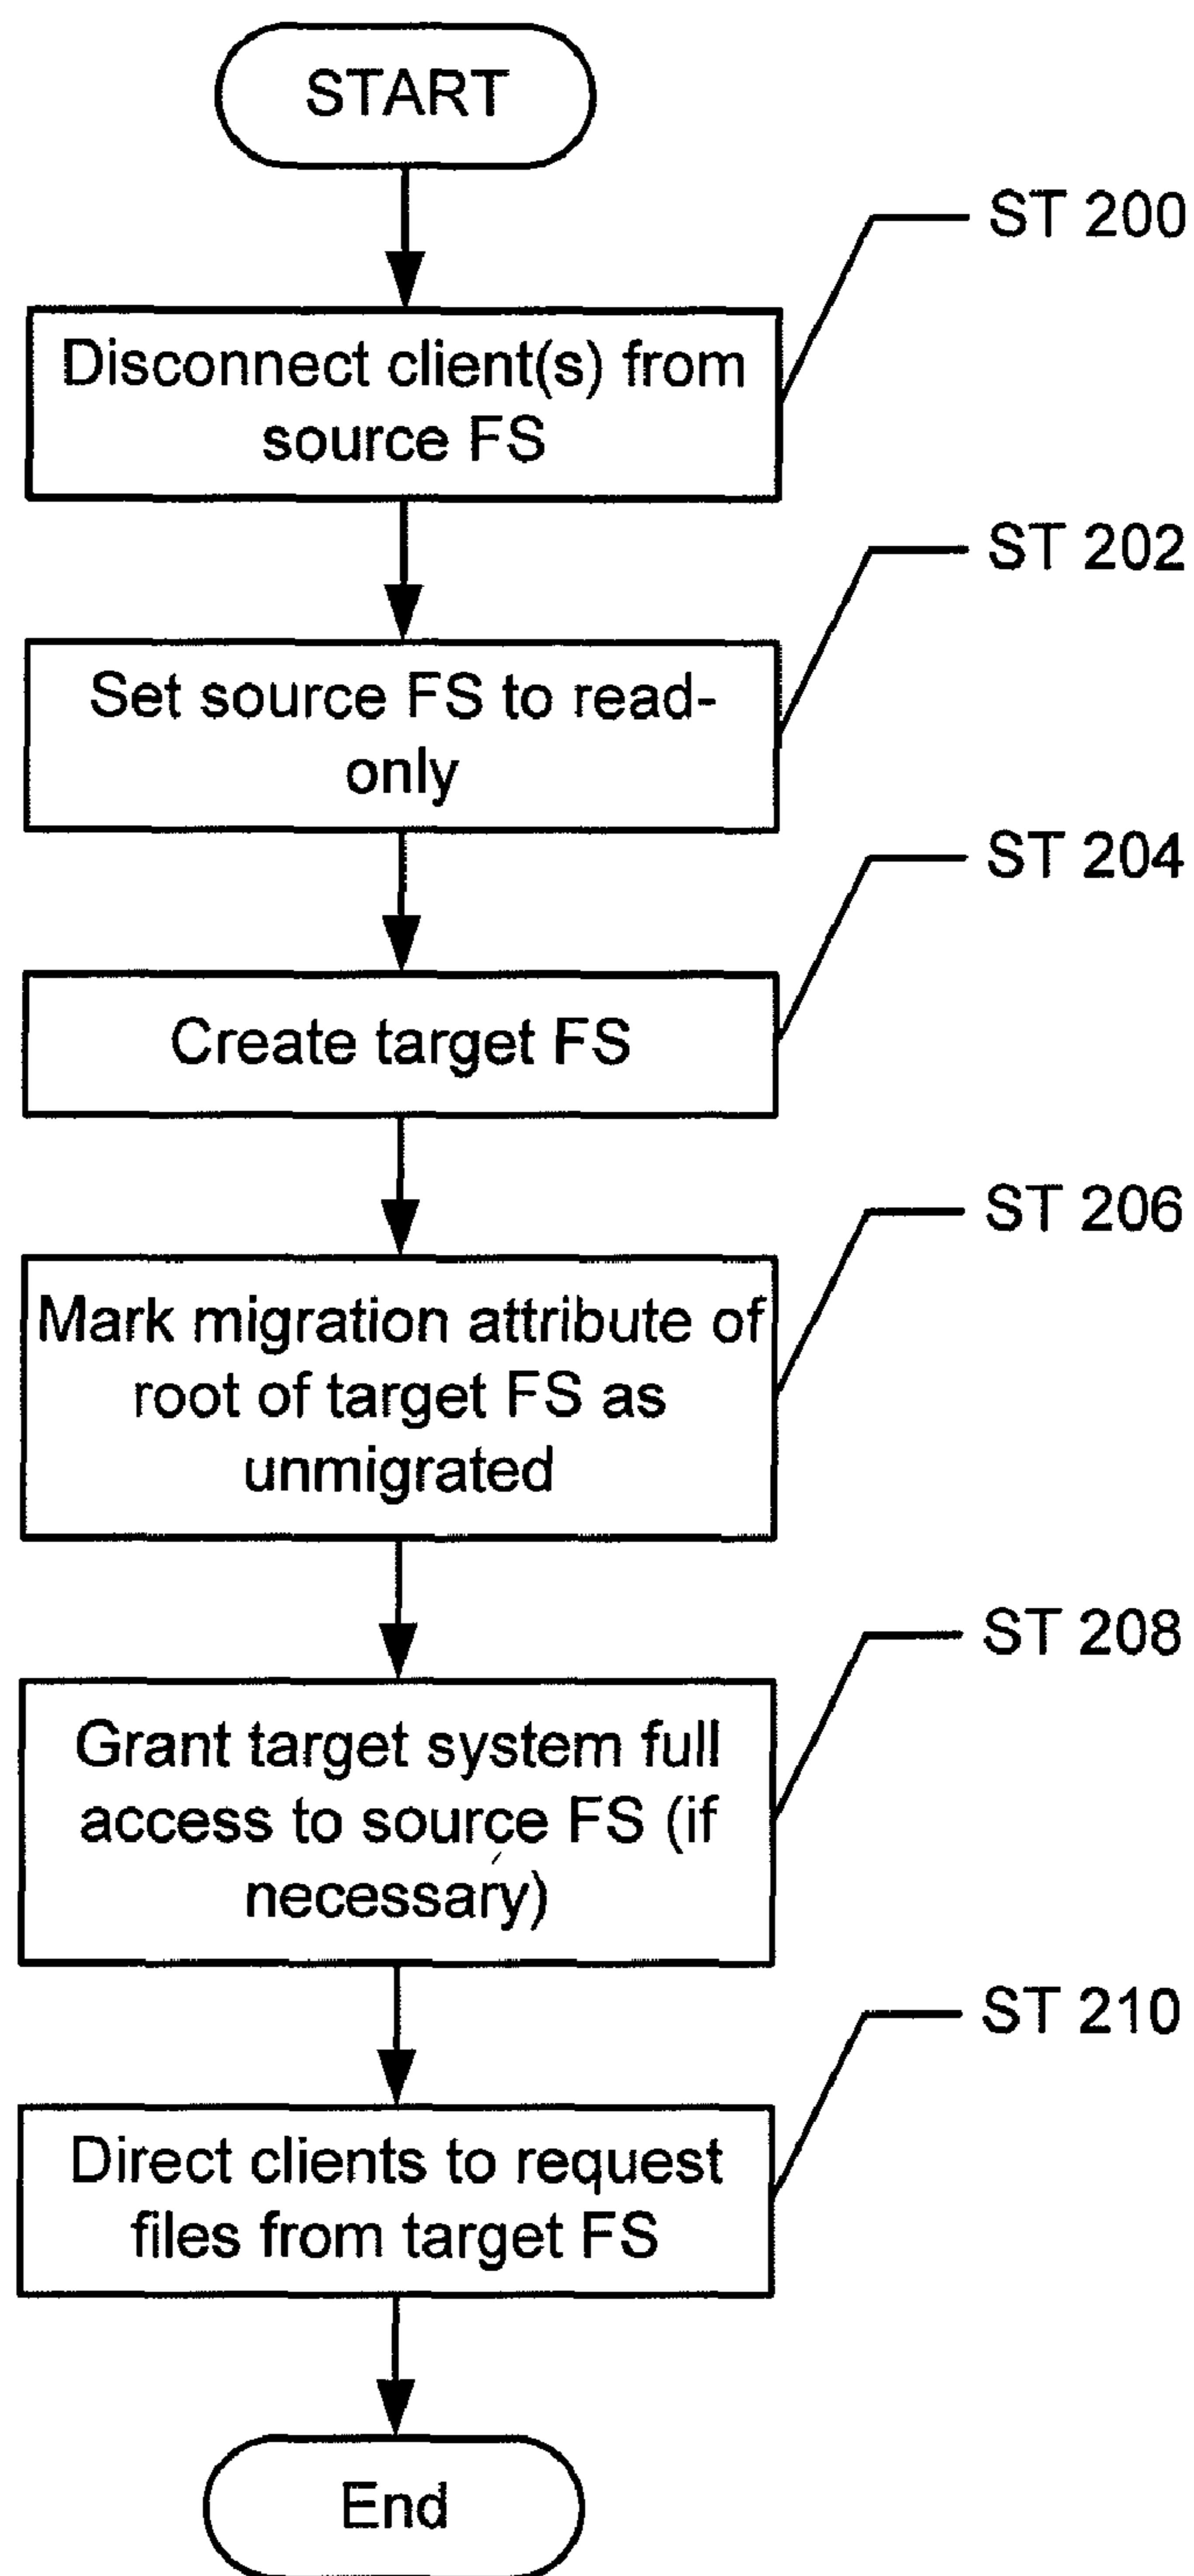 START
ST 200
Disconnect client(s) from
source FS
ST 202
Set source FS to read-
only
ST 204
Create target FS
ST 206
Mark migration attribute of
root of target FS as
unmigrated
ST 208
Grant target system full
access to source FS (if
necessary)
ST 210
Direct clients to request
files from target FS
End